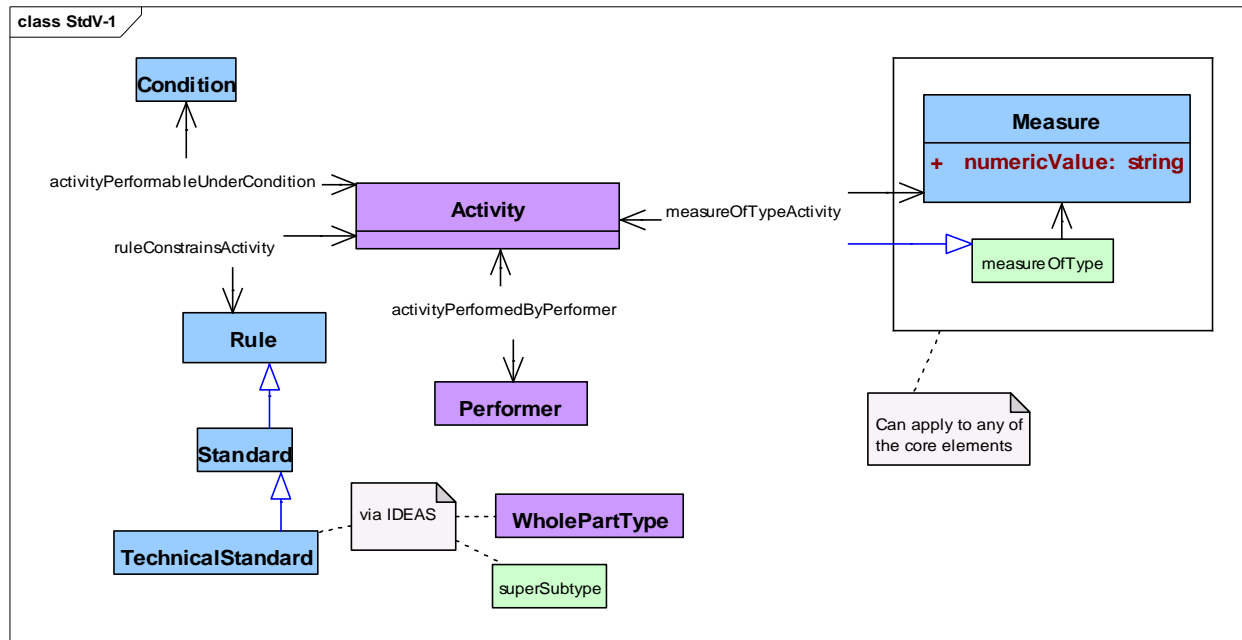 class StdV-1
Condition
Measure
+ numericValue: string
activityPerformableUnderCondition
Activity
measureOfTypeActivity
ruleConstrainsActivity
measureOfType
activityPerformedByPerformer
Rule
Performer
Can apply to any of
the core elements
Standard
via IDEAS
WholePartType
TechnicalStandard
superSubtype